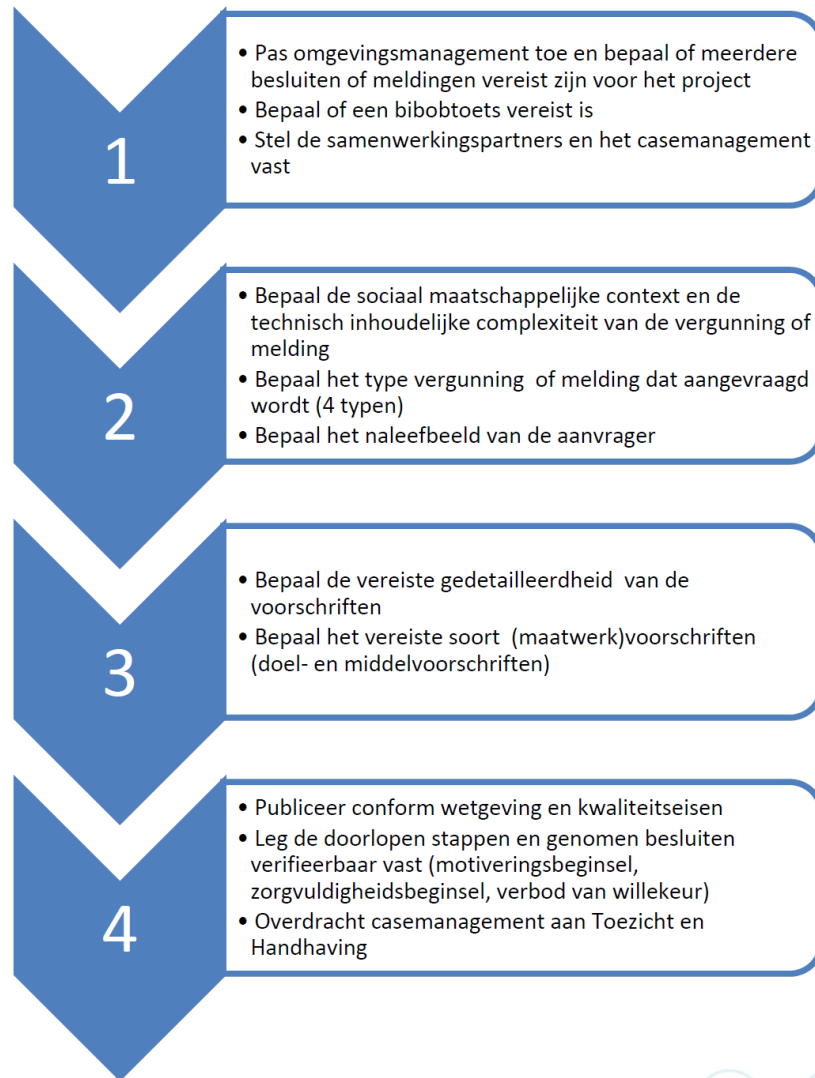 1
• Pas omgevingsmanagement toe en bepaal of meerdere
besluiten of meldingen vereist zijn voor het project
• Bepaal of een bibobtoets vereist is
• Stel de samenwerkingspartners en het casemanagement
vast
2
• Bepaal de sociaal maatschappelijke context en de
technisch inhoudelijke complexiteit van de vergunning of
melding
• Bepaal het type vergunning of melding dat aangevraagd
wordt (4 typen)
• Bepaal het naleefbeeld van de aanvrager
3
• Bepaal de vereiste gedetailleerdheid van de
voorschriften
• Bepaal het vereiste soort (maatwerk)voorschriften
(doel- en middelvoorschriften)
4
• Publiceer conform wetgeving en kwaliteitseisen
• Leg de doorlopen stappen en genomen besluiten
verifieerbaar vast (motiveringsbeginsel,
zorgvuldigheidsbeginsel, verbod van willekeur)
• Overdracht casemanagement aan Toezicht en
Handhaving